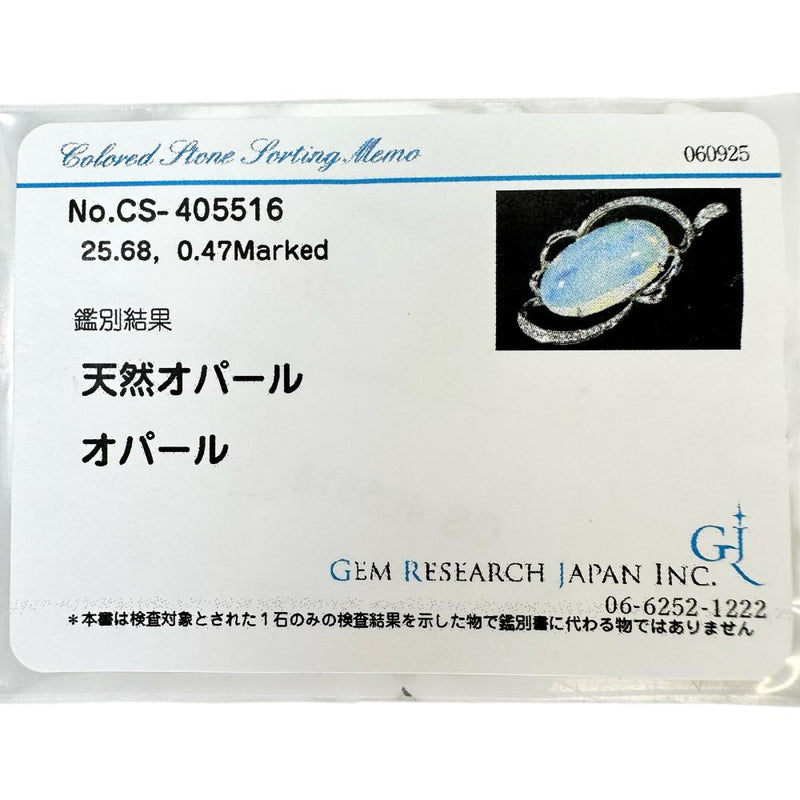 Colored Stone Sorting Memo 060925
No.CS-405516
25.68, 0.47Marked
鑑別結果
天然オパール
オパール
GJ
GEM RESEARCH JAPAN INC.
06-6252-1222
*本書は検査対象とされた1石のみの検査結果を示した物で鑑別書に代わる物ではありません